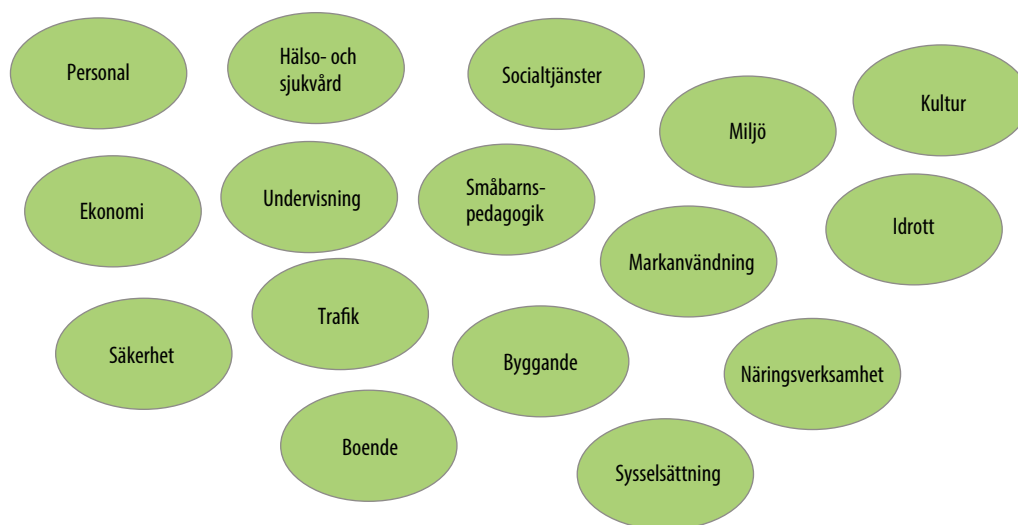 Personal
Hälso- och
sjukvård
Socialtjänster
Miljö
Kultur
Ekonomi
Undervisning
Småbarns-
pedagogik
Markanvändning
Idrott
Säkerhet
Trafik
Byggande
Näringsverksamhet
Boende
Sysselsättning